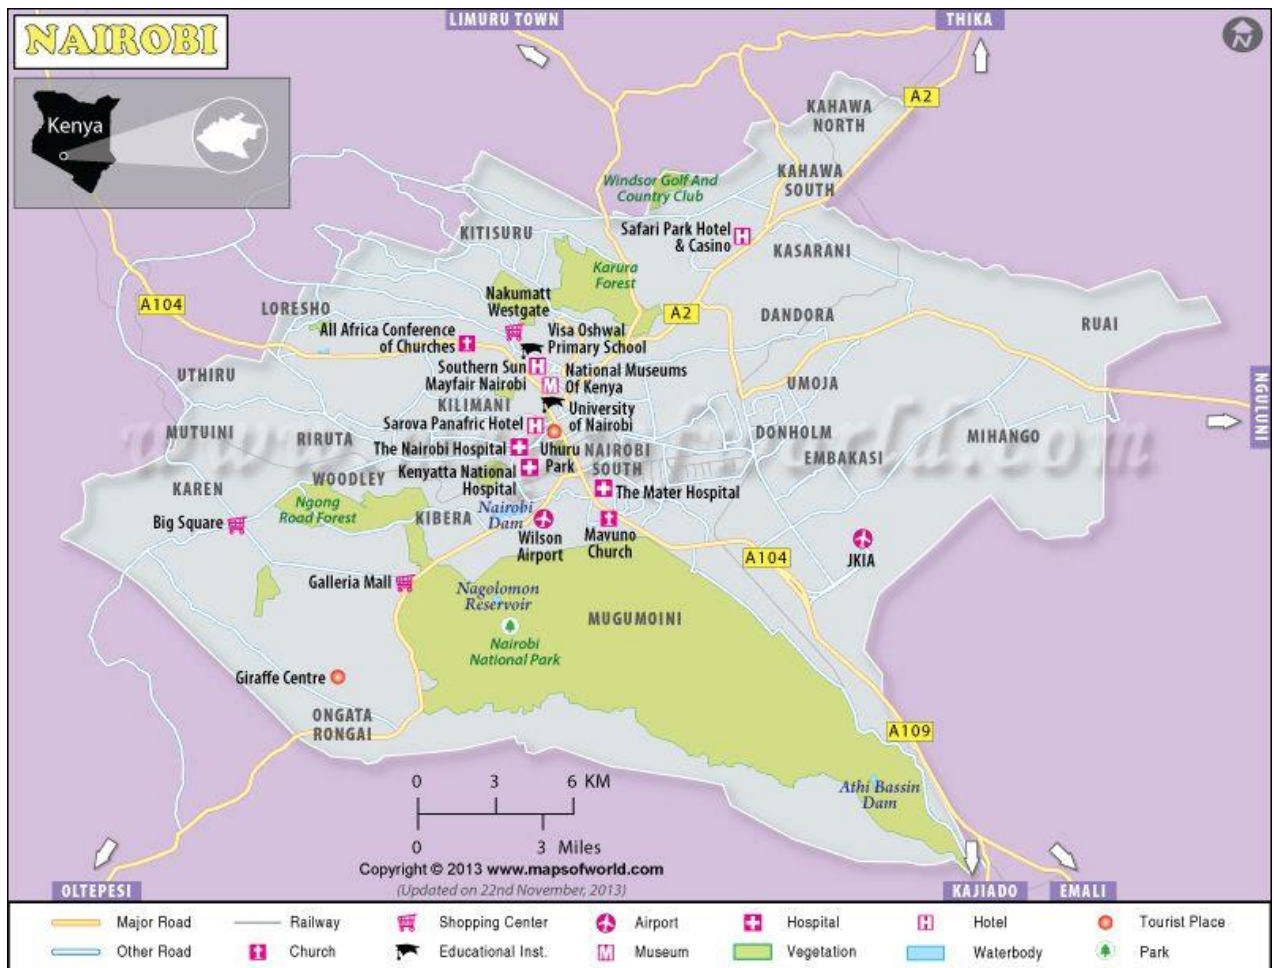 NAIROBI
LIMURU TOWN
THIKA
N
Kenya
A2
KAHAWA
NORTH
KAHAWA
SOUTH
Windsor Golf And
Country Club
Safari Park Hotel
& Casino
KITISURU
KASARANI
Karura
Forest
Nakumatt
Westgate
A104
LORESHO
A2
DANDORA
RUAI
All Africa Conference
of Churches
Visa Oshwal
Primary School
Southern Sun
Mayfair Nairobi
National Museums
Of Kenya
UTHIRU
UMOJA
KILIMANI
University
of Nairobi
NGULUNI
Sarova Panafric Hotel
MUTUINI
RIRUTA
DONHOLM
MIHANGO
www.mapsofworld.com
The Nairobi Hospital
Uhuru
Park
NAIROBI
SOUTH
EMBAKASI
Kenyatta National
Hospital
WOODLEY
KAREN
The Mater Hospital
Ngong
Road Forest
KIBERA
Nairobi
Dam
Big Square
Wilson
Airport
Mavuno
Church
A104
JKIA
Galleria Mall
Nagolomon
Reservoir
MUGUMOINI
Nairobi
National Park
Giraffe Centre
ONGATA
RONGAI
A109
Athi Bassin
Dam
0 3 6 KM
0 3 Miles
Copyright © 2013 www.mapsofworld.com
(Updated on 22nd November, 2013)
OLTEPESI
KAJIADO
EMALI
Major Road
Railway
Shopping Center
Airport
Hospital
H Hotel
Tourist Place
Other Road
Church
Educational Inst.
M Museum
Vegetation
Waterbody
Park